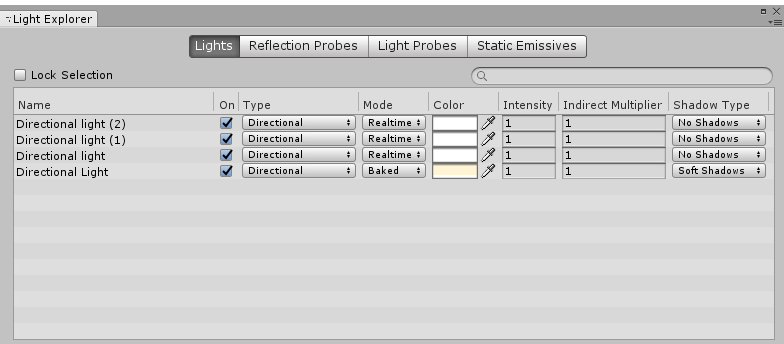 Light Explorer
Lights Reflection Probes Light Probes Static Emissives
Lock Selection
Name On Type Mode Color Intensity Indirect Multiplier Shadow Type
Directional light (2) Directional Realtime 1 1 No Shadows
Directional light (1) Directional Realtime 1 1 No Shadows
Directional light Directional Realtime 1 1 No Shadows
Directional Light Directional Baked 1 1 Soft Shadows